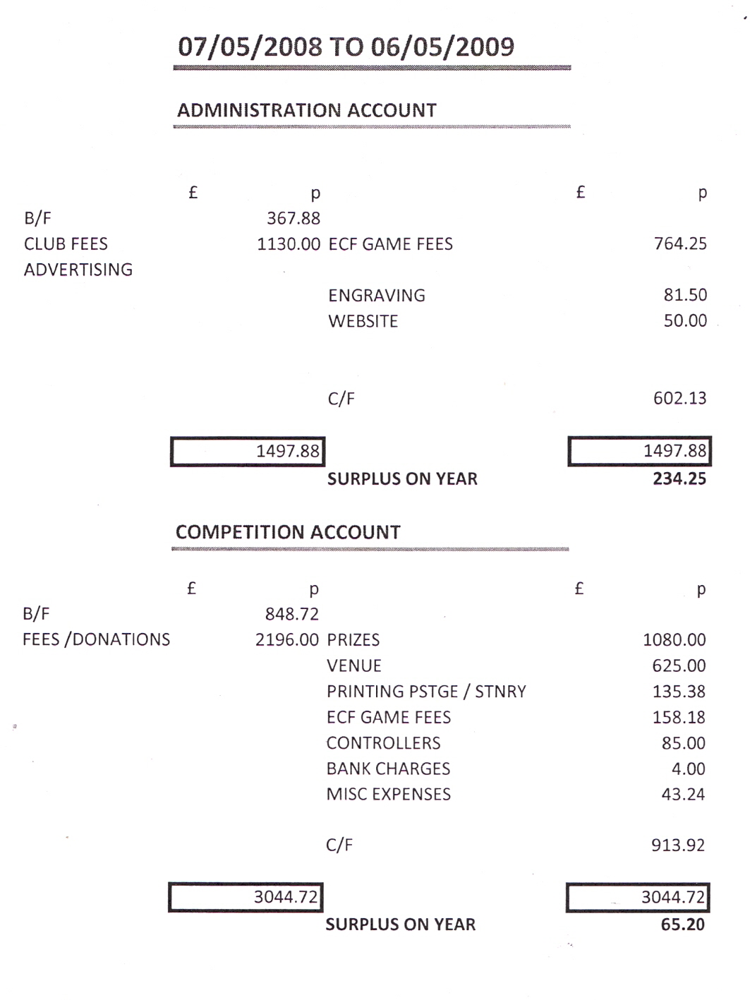 07/05/2008 TO 06/05/2009
ADMINISTRATION ACCOUNT
£ p £ p
B/F 367.88
CLUB FEES 1130.00 ECF GAME FEES 764.25
ADVERTISING
ENGRAVING 81.50
WEBSITE 50.00
C/F 602.13
1497.88 1497.88
SURPLUS ON YEAR 234.25
COMPETITION ACCOUNT
£ p £ p
B/F 848.72
FEES /DONATIONS 2196.00 PRIZES 1080.00
VENUE 625.00
PRINTING PSTGE / STNRY 135.38
ECF GAME FEES 158.18
CONTROLLERS 85.00
BANK CHARGES 4.00
MISC EXPENSES 43.24
C/F 913.92
3044.72 3044.72
SURPLUS ON YEAR 65.20